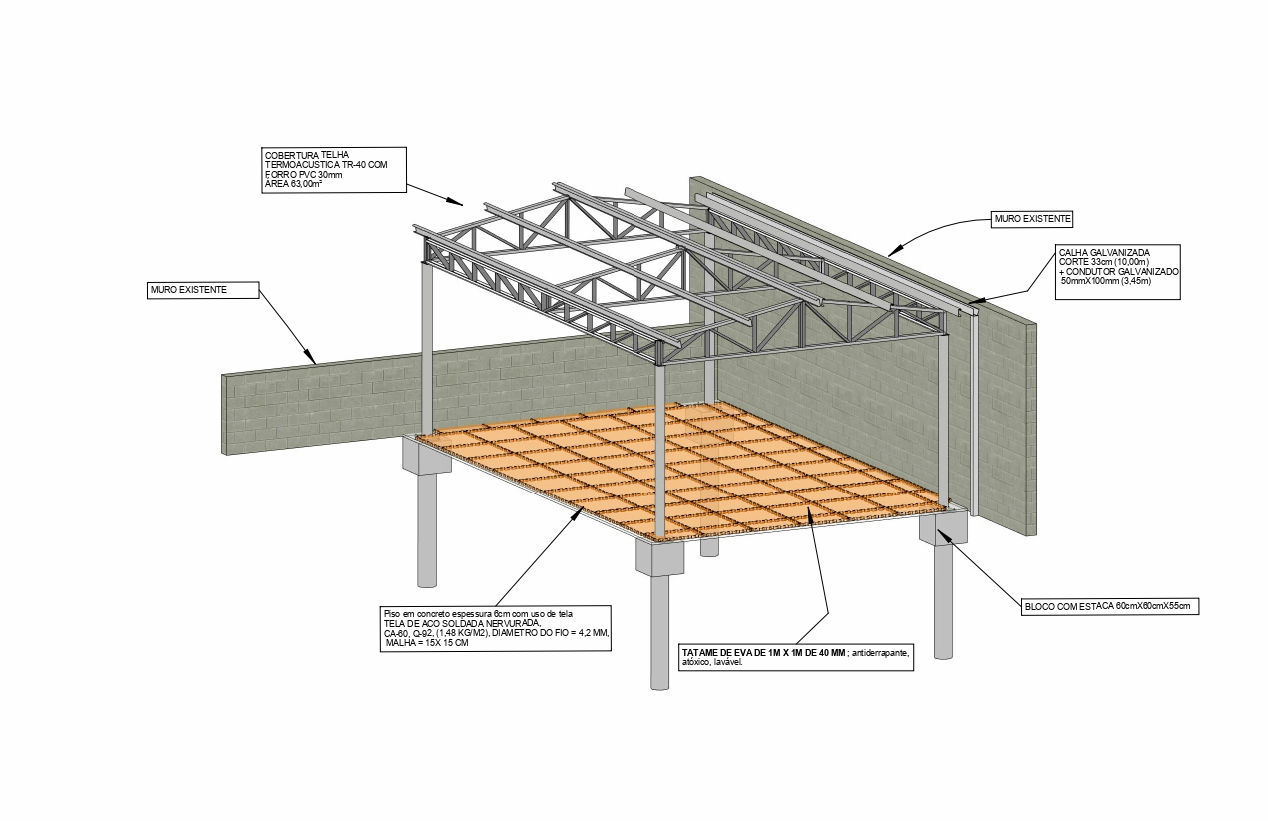 COBERTURA TELHA
TERMOACUSTICA TR-40 COM
FORRO PVC 30mm
ÁREA 63,00m²
MURO EXISTENTE
CALHA GALVANIZADA
CORTE 33cm (10,00m)
+ CONDUTOR GALVANIZADO
50mmX100mm (3,45m)
MURO EXISTENTE
Piso em concreto espessura 6cm com uso de tela
TELA DE ACO SOLDADA NERVURADA,
CA-60, Q-92, (1,48 KG/M2), DIAMETRO DO FIO = 4,2 MM,
MALHA = 15X 15 CM
BLOCO COM ESTACA 60cmX60cmX55cm
TATAME DE EVA DE 1M X 1M DE 40 MM ; antiderrapante,
atóxico, lavável.